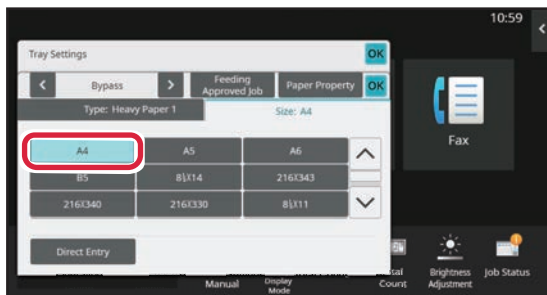 10:59
Tray Settings
OK
Bypass
Feeding
Approved Job
Paper Property
OK
Type: Heavy Paper 1
Size: A4
A4
A5
A6
B5
8½X14
216X343
216X340
216X330
8½X11
Direct Entry
Fax
Manual
Display
Mode
Count
Brightness
Adjustment
Job Status